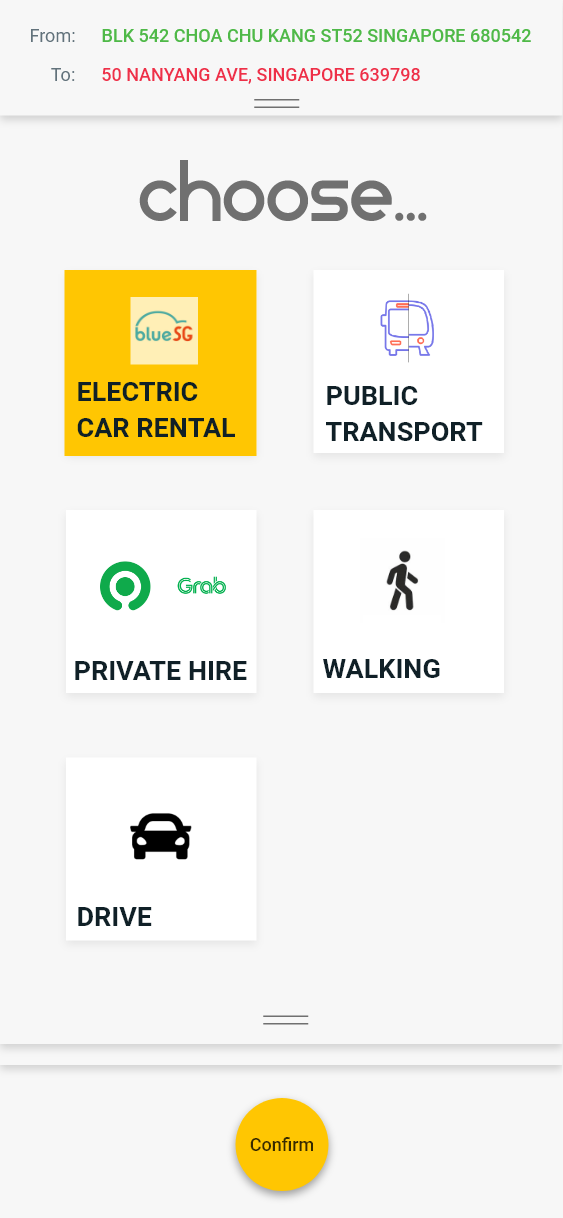 From: BLK 542 CHOA CHU KANG ST52 SINGAPORE 680542
To: 50 NANYANG AVE, SINGAPORE 639798
choose...
blueSG
ELECTRIC
CAR RENTAL
PUBLIC
TRANSPORT
Grab
PRIVATE HIRE
WALKING
DRIVE
Confirm